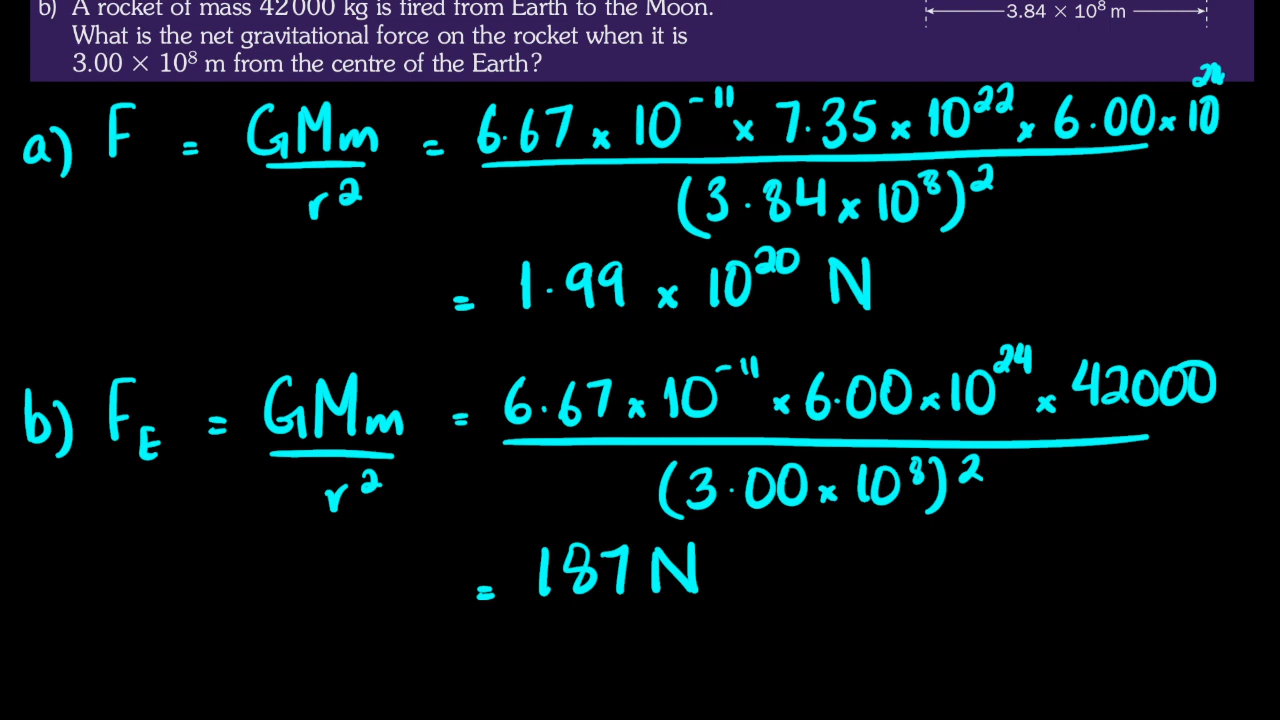 b) A rocket of mass 42 000 kg is fired from Earth to the Moon.
What is the net gravitational force on the rocket when it is
3.00 × 10⁸ m from the centre of the Earth?
3.84 × 10⁸ m
a) F = GMm / r² = 6.67 × 10⁻¹¹ × 7.35 × 10²² × 6.00 × 10²⁴ / (3.84 × 10⁸)²
= 1.99 × 10²⁰ N
b) F_E = GMm / r² = 6.67 × 10⁻¹¹ × 6.00 × 10²⁴ × 42000 / (3.00 × 10⁸)²
= 187 N